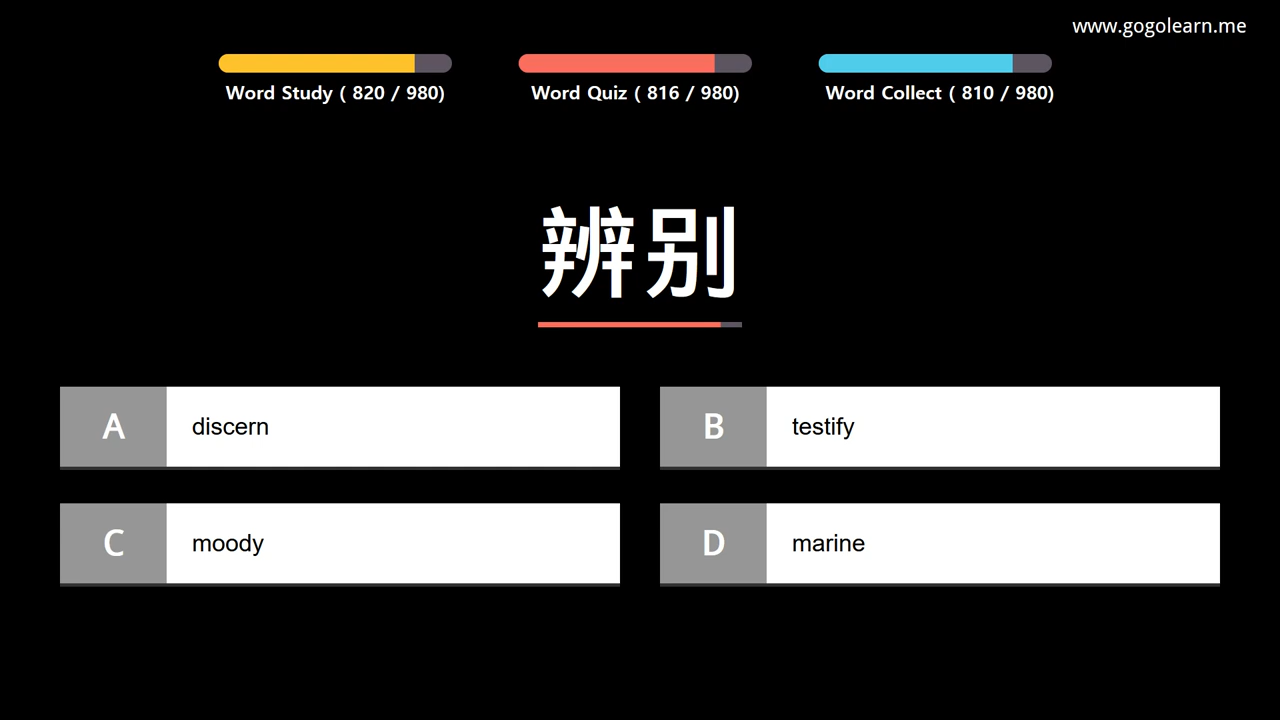 www.gogolearn.me
Word Study ( 820 / 980)
Word Quiz ( 816 / 980)
Word Collect ( 810 / 980)
辨别
A discern
B testify
C moody
D marine